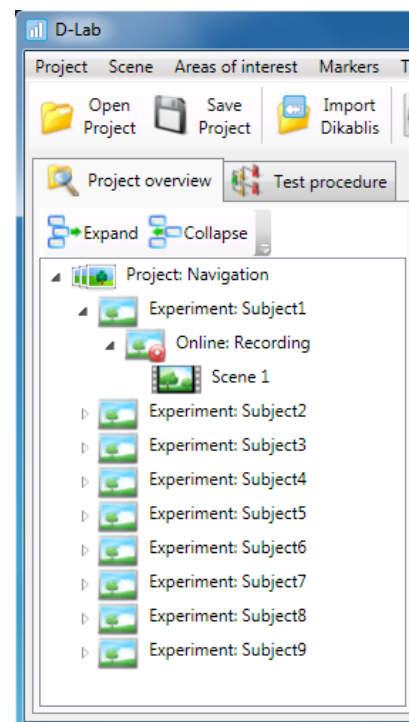 D-Lab
Project Scene Areas of interest Markers T
Open Project Save Project Import Dikablis
Project overview Test procedure
Expand Collapse
Project: Navigation
Experiment: Subject1
Online: Recording
Scene 1
Experiment: Subject2
Experiment: Subject3
Experiment: Subject4
Experiment: Subject5
Experiment: Subject6
Experiment: Subject7
Experiment: Subject8
Experiment: Subject9